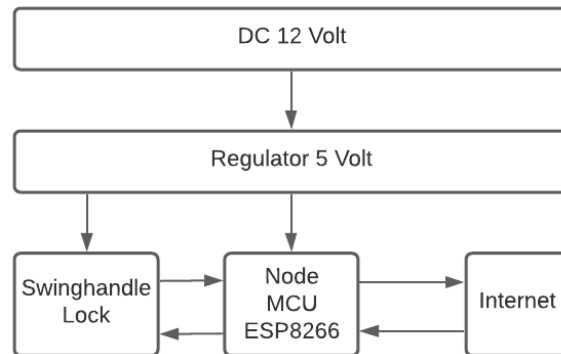 DC 12 Volt
Regulator 5 Volt
Swinghandle
Lock
Node
MCU
ESP8266
Internet